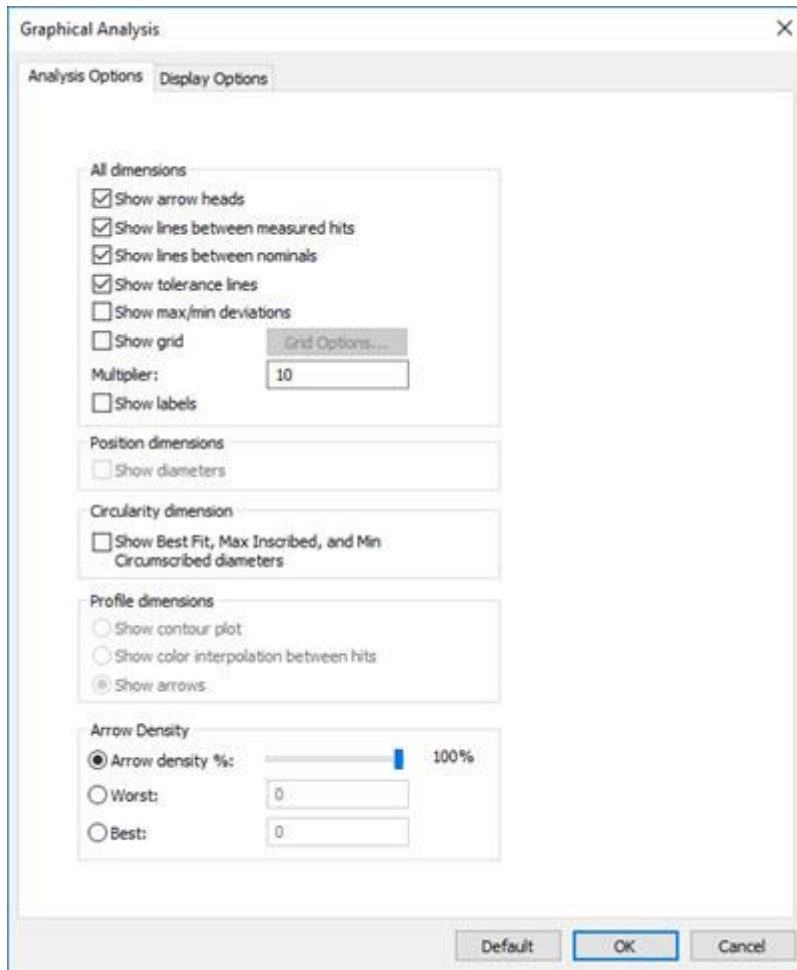 Graphical Analysis
Analysis Options
Display Options
All dimensions
Show arrow heads
Show lines between measured hits
Show lines between nominals
Show tolerance lines
Show max/min deviations
Show grid
Grid Options...
Multiplier:
10
Show labels
Position dimensions
Show diameters
Circularity dimension
Show Best Fit, Max Inscribed, and Min
Circumscribed diameters
Profile dimensions
Show contour plot
Show color interpolation between hits
Show arrows
Arrow Density
Arrow density %:
100%
Worst:
0
Best:
0
Default
OK
Cancel